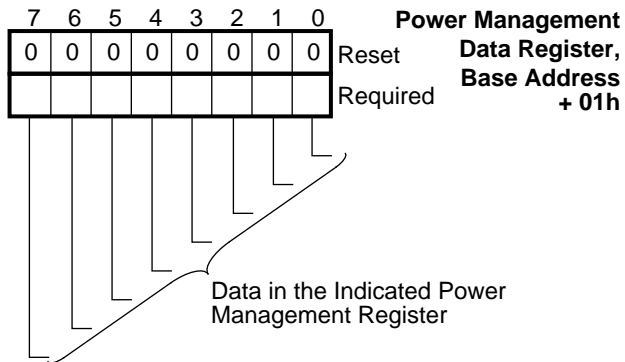 7 6 5 4 3 2 1 0
Power Management
Data Register,
Base Address
+ 01h
0 0 0 0 0 0 0 0 Reset
Required
Data in the Indicated Power
Management Register